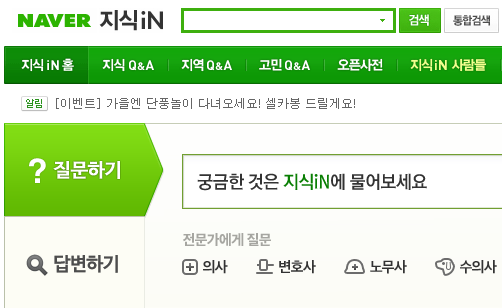 NAVER 지식iN 검색 통합검색
지식iN 홈 지식 Q&A 지역 Q&A 고민 Q&A 오픈사전 지식iN 사람들
알림 [이벤트] 가을엔 단풍놀이 다녀오세요! 셀카봉 드릴게요!
? 질문하기
궁금한 것은 지식iN에 물어보세요
전문가에게 질문
답변하기
의사 변호사 노무사 수의사